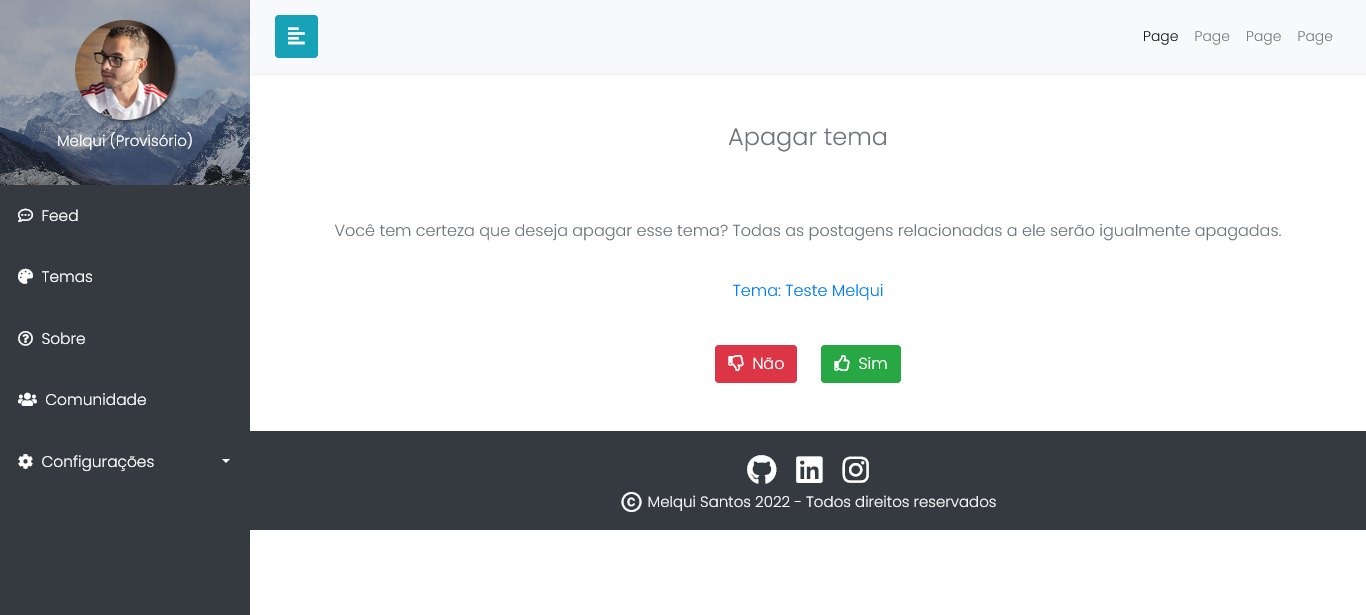 Melqui (Provisório)
Feed
Temas
Sobre
Comunidade
Configurações
Page Page Page Page
Apagar tema
Você tem certeza que deseja apagar esse tema? Todas as postagens relacionadas a ele serão igualmente apagadas.
Tema: Teste Melqui
Não Sim
© Melqui Santos 2022 - Todos direitos reservados